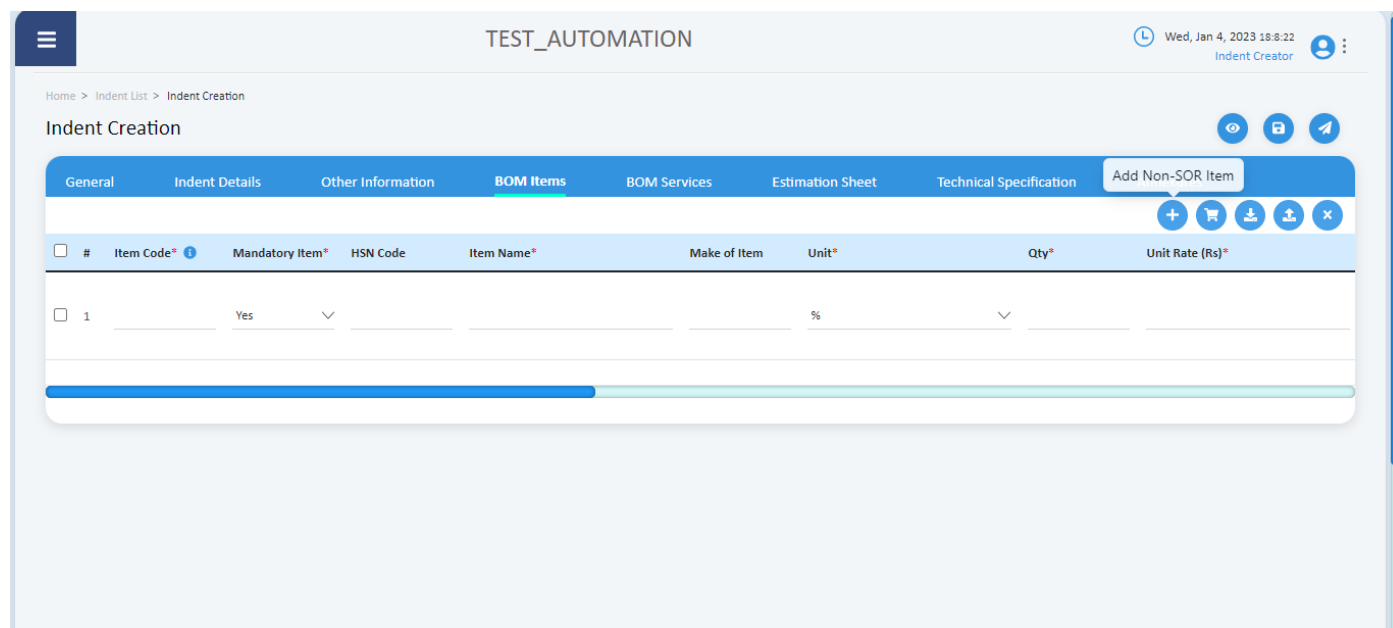 TEST_AUTOMATION
Wed, Jan 4, 2023 18:8:22
Indent Creator
Home > Indent List > Indent Creation
Indent Creation
General Indent Details Other Information BOM Items BOM Services Estimation Sheet Technical Specification
Add Non-SOR Item
# Item Code* Mandatory Item* HSN Code Item Name* Make of Item Unit* Qty* Unit Rate (Rs)*
1 Yes %